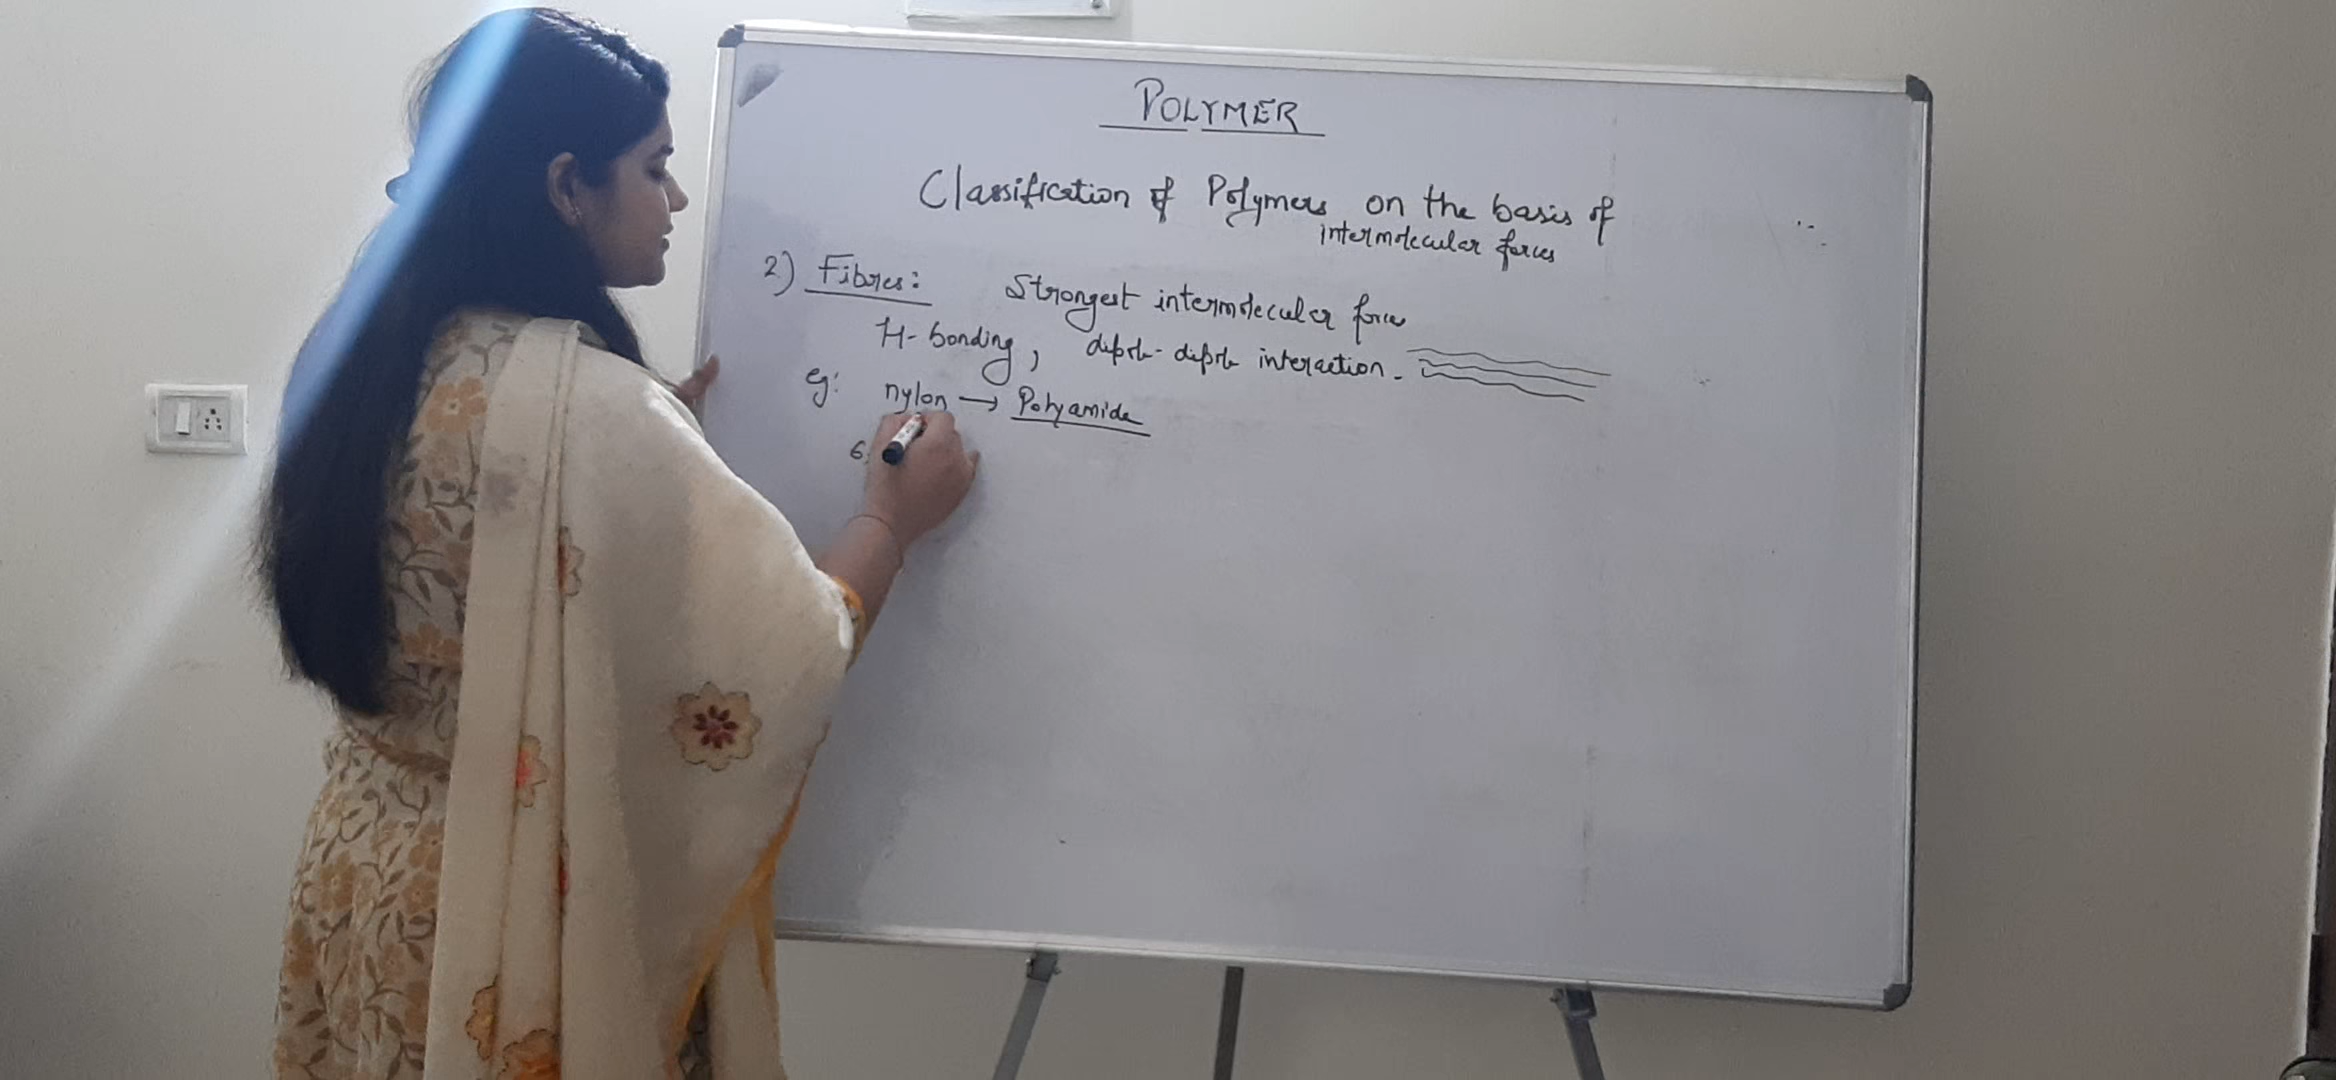 POLYMER
Classification of Polymers on the basis of
intermolecular forces
2) Fibres: Strongest intermolecular force
H-bonding, dipole-dipole interaction.
eg: nylon → Polyamide
6